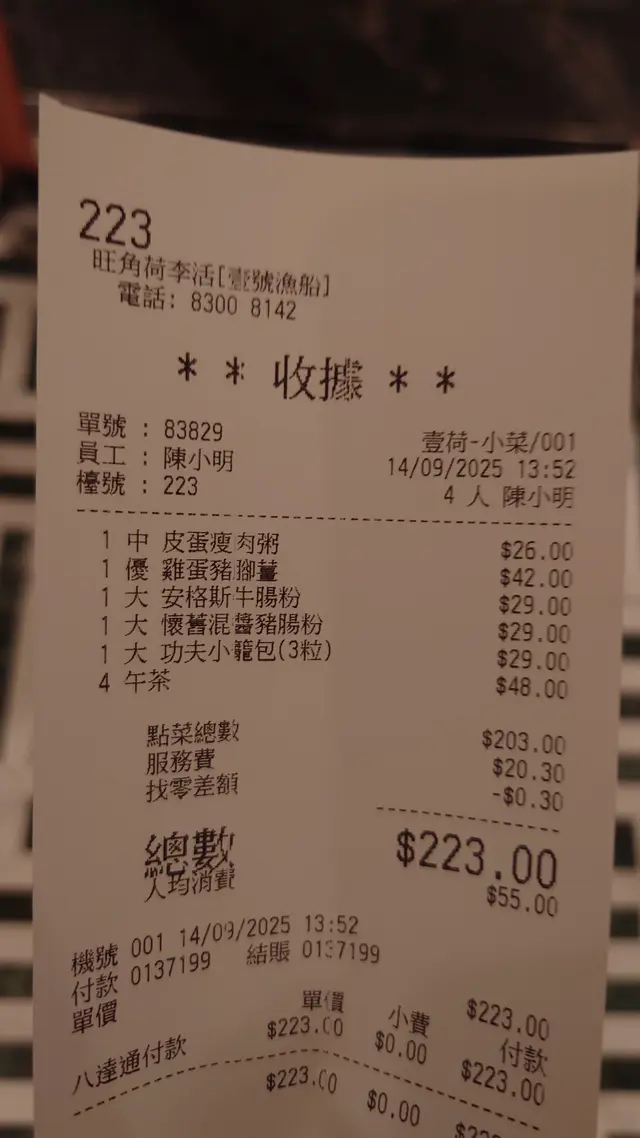 223
旺角荷李活[壹號漁船]
電話: 8300 8142
* * 收據 * *
單號 : 83829
壹荷-小菜/001
員工 : 陳小明
14/09/2025 13:52
檯號 : 223
4 人 陳小明
1 中 皮蛋瘦肉粥 $26.00
1 優 雞蛋豬腳薑 $42.00
1 大 安格斯牛腸粉 $29.00
1 大 懷舊混醬豬腸粉 $29.00
1 大 功夫小籠包(3粒) $29.00
4 午茶 $48.00
點菜總數 $203.00
服務費 $20.30
找零差額 -$0.30
總數 $223.00
人均消費 $55.00
機號 001 14/09/2025 13:52
付款 0137199 結賬 0137199
單價 $223.00
單價 小費 付款
八達通付款 $223.00 $0.00 $223.00
$223.00 $0.00